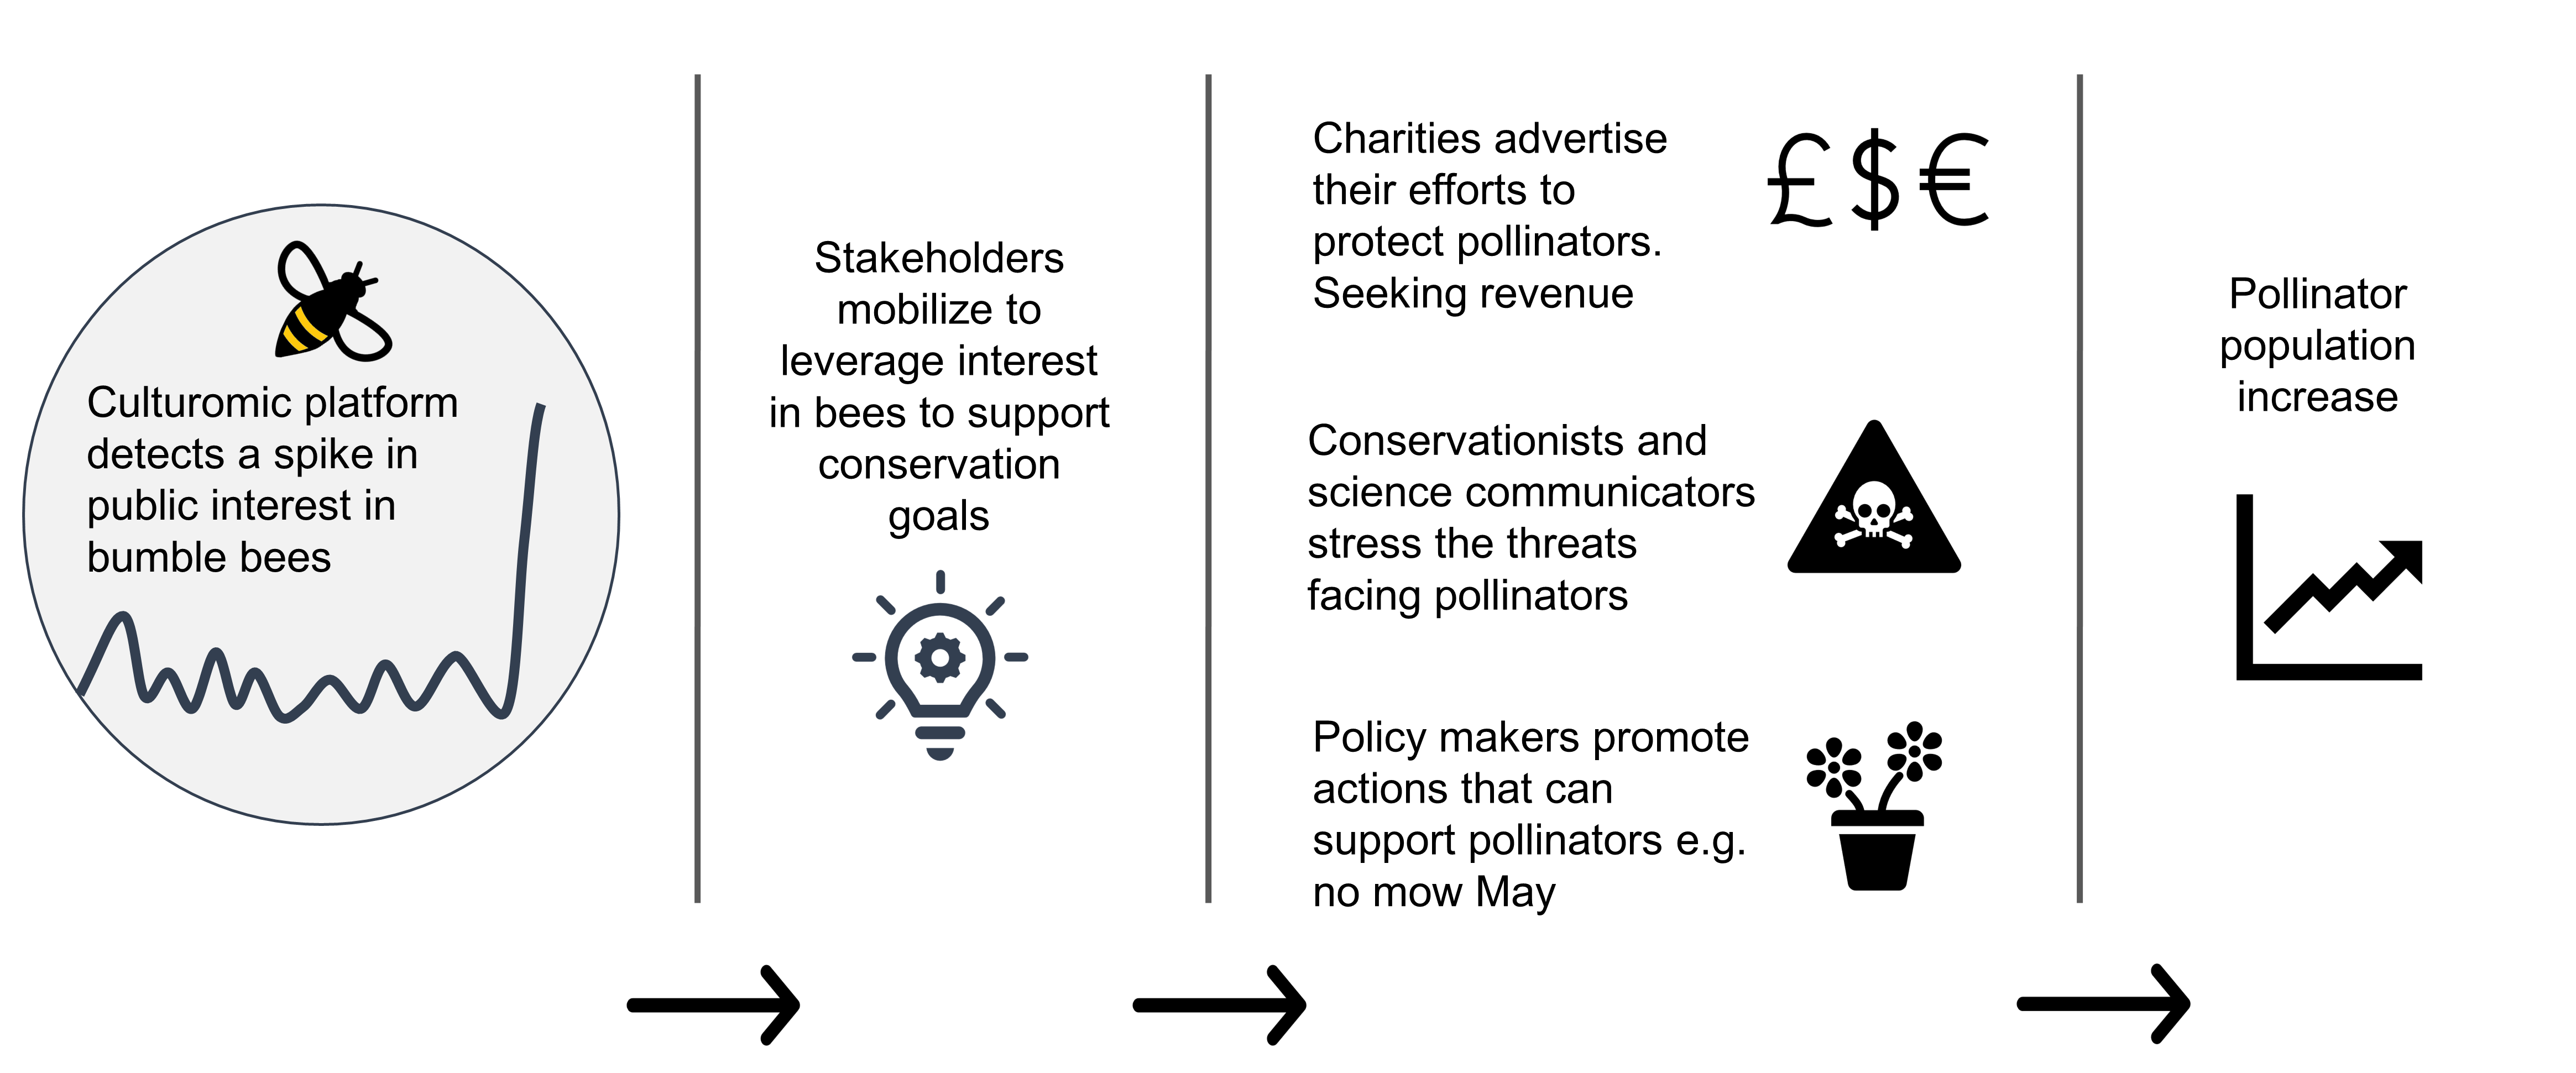 Culturomic platform
detects a spike in
public interest in
bumble bees
Stakeholders
mobilize to
leverage interest
in bees to support
conservation
goals
Charities advertise
their efforts to
protect pollinators.
Seeking revenue
£$€
Conservationists and
science communicators
stress the threats
facing pollinators
Policy makers promote
actions that can
support pollinators e.g.
no mow May
Pollinator
population
increase